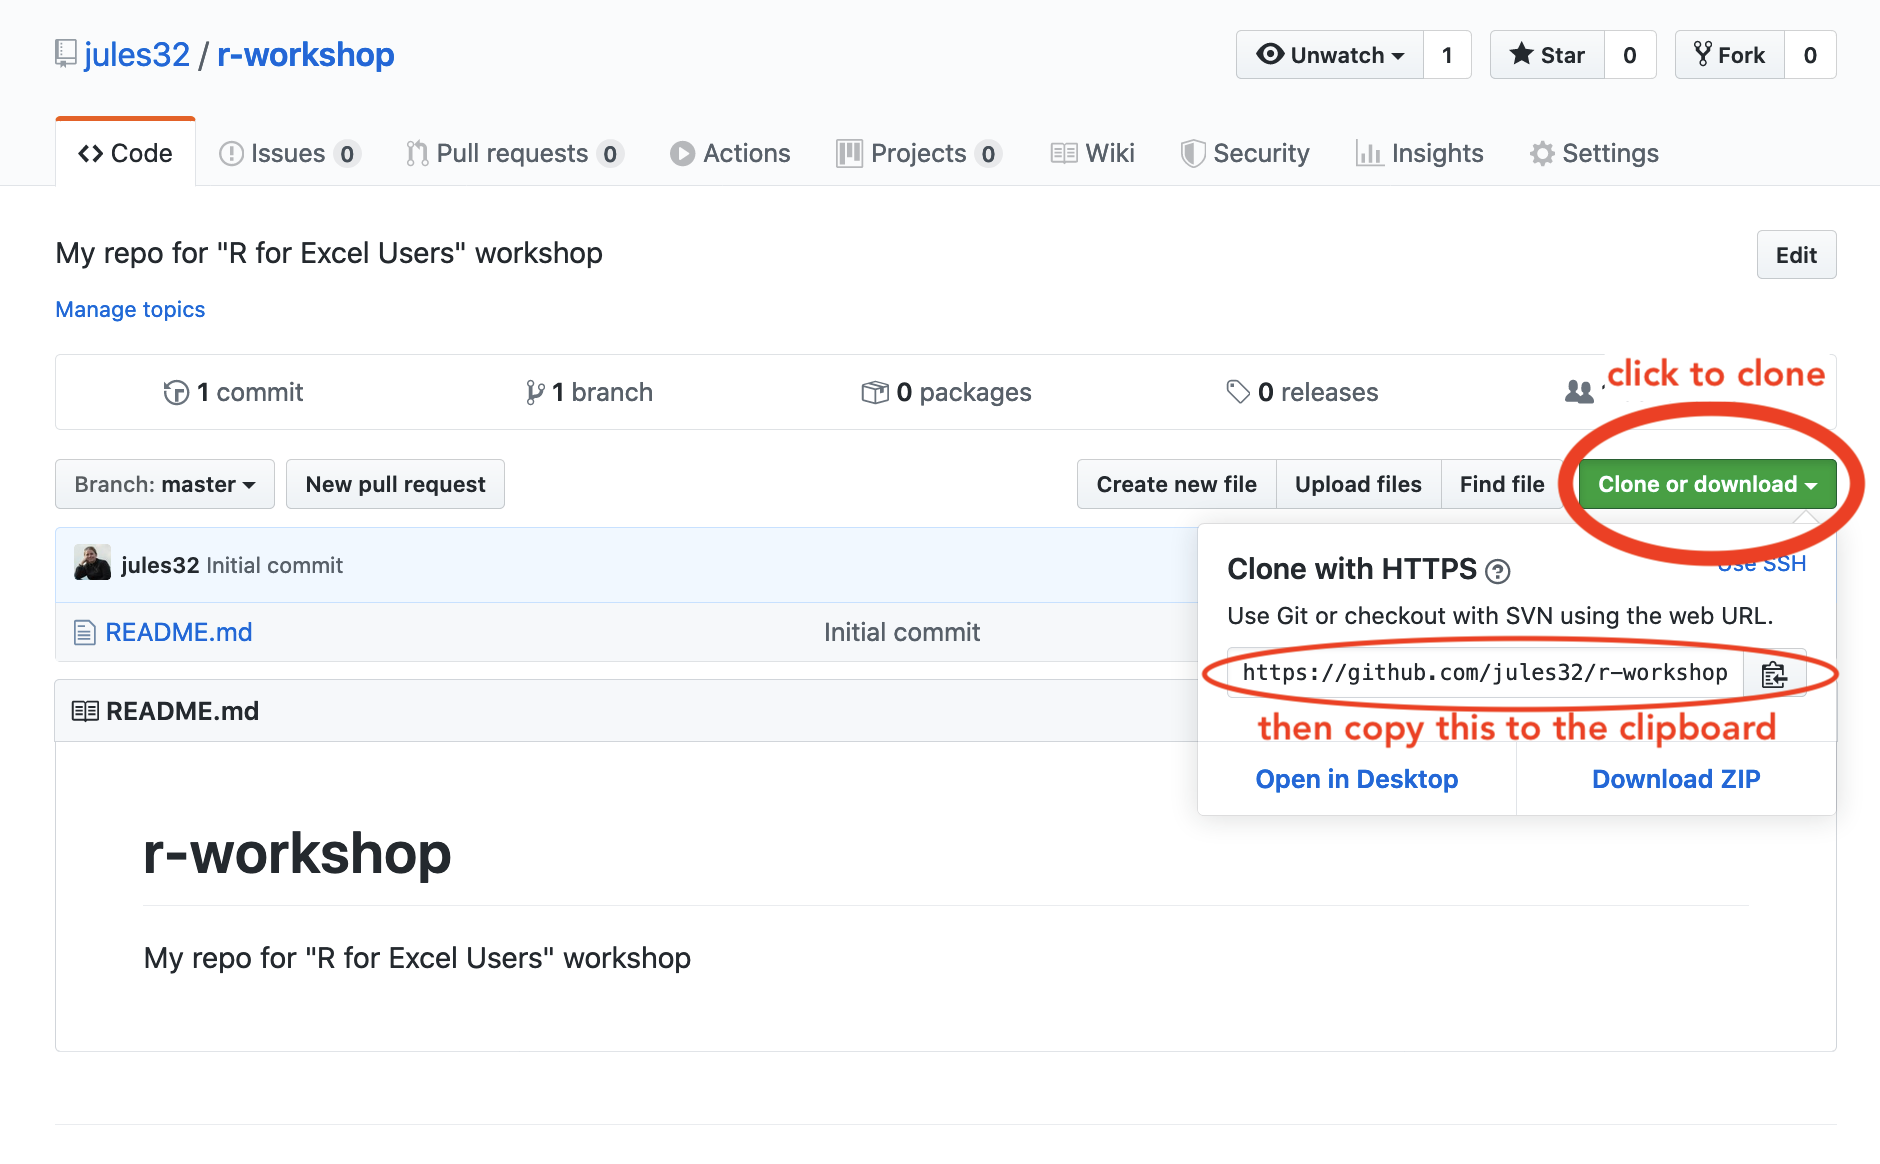 jules32 / r-workshop
Unwatch 1 Star 0 Fork 0
Code Issues 0 Pull requests 0 Actions Projects 0 Wiki Security Insights Settings
My repo for "R for Excel Users" workshop
Edit
Manage topics
click to clone
1 commit 1 branch 0 packages 0 releases
Branch: master New pull request Create new file Upload files Find file Clone or download
jules32 Initial commit
Clone with HTTPS ?
Use SSH
Use Git or checkout with SVN using the web URL.
README.md Initial commit
https://github.com/jules32/r-workshop
then copy this to the clipboard
Open in Desktop Download ZIP
README.md
r-workshop
My repo for "R for Excel Users" workshop